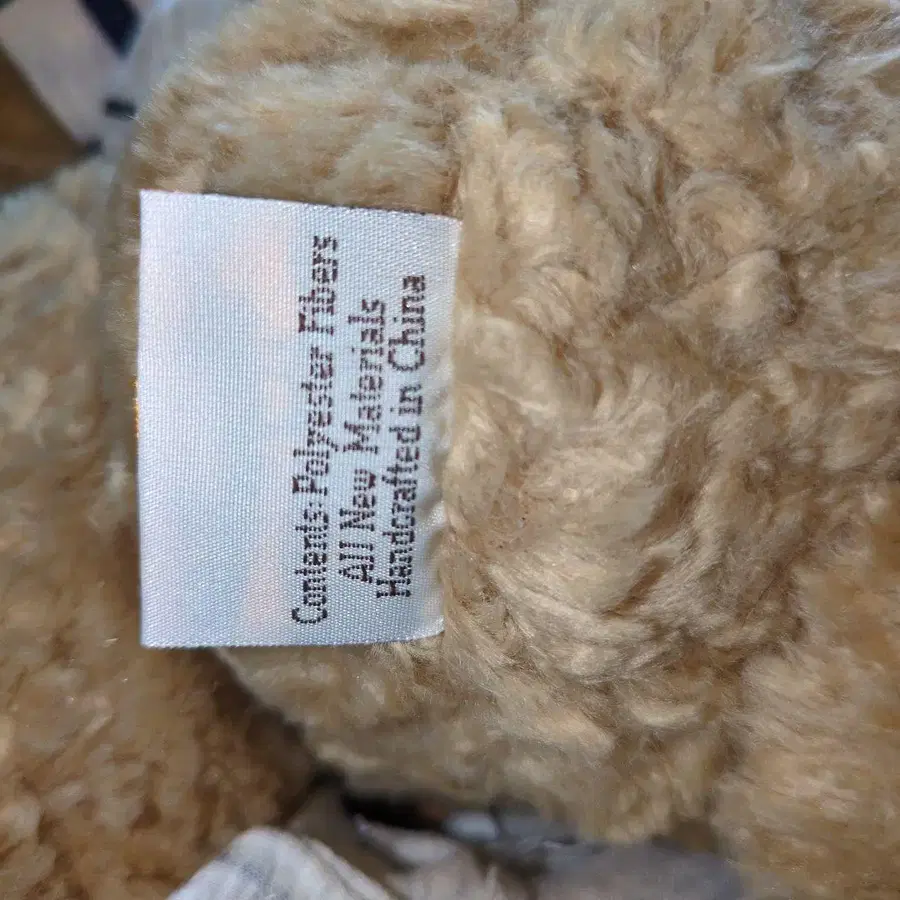 Contents: Polyester Fibers
All New Materials
Handcrafted in China